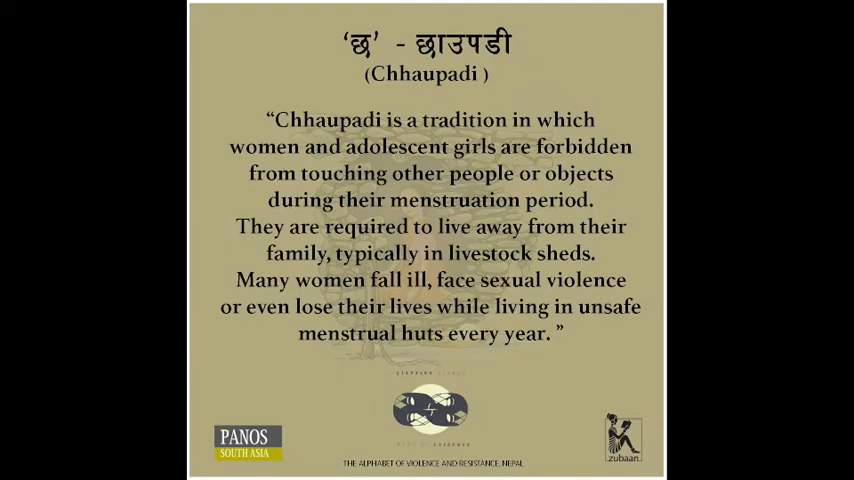 ‘छ’ - छाउपडी
(Chhaupadi )
“Chhaupadi is a tradition in which
women and adolescent girls are forbidden
from touching other people or objects
during their menstruation period.
They are required to live away from their
family, typically in livestock sheds.
Many women fall ill, face sexual violence
or even lose their lives while living in unsafe
menstrual huts every year. ”
PANOS
SOUTH ASIA
zubaan
THE ALPHABET OF VIOLENCE AND RESISTANCE, NEPAL